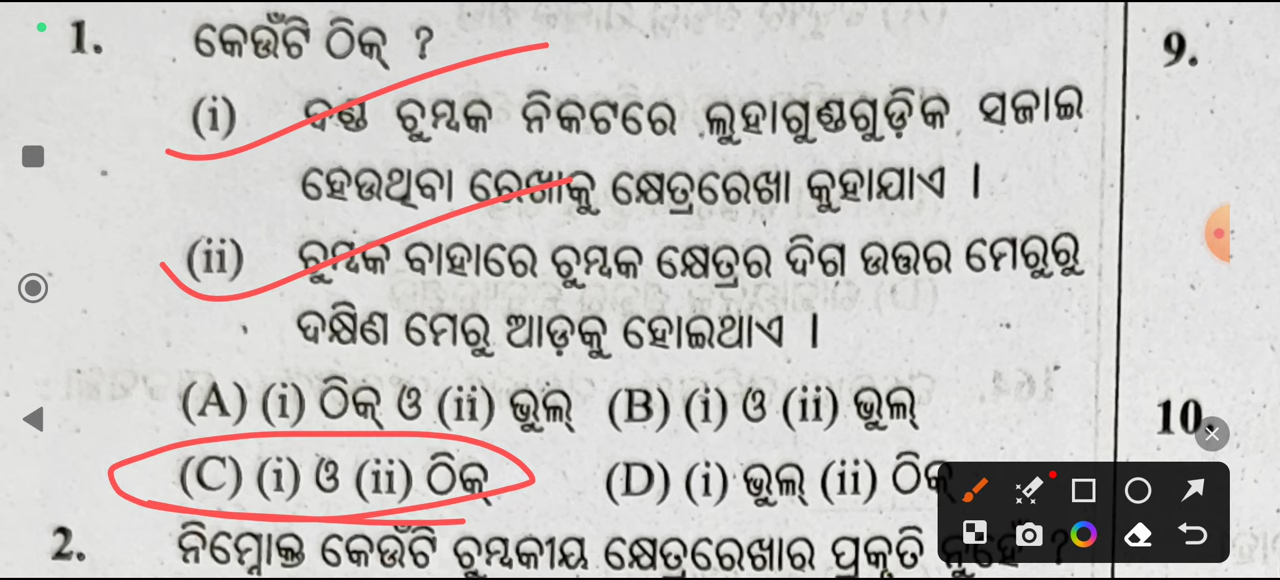 1. କେଉଁଟି ଠିକ୍ ?
(i) ଦଣ୍ଡ ଚୁମ୍ବକ ନିକଟରେ ଲୁହାଗୁଣ୍ଡଗୁଡ଼ିକ ସଜାଇ
ହେଉଥିବା ରେଖାକୁ କ୍ଷେତ୍ରରେଖା କୁହାଯାଏ ।
(ii) ଚୁମ୍ବକ ବାହାରେ ଚୁମ୍ବକ କ୍ଷେତ୍ରର ଦିଗ ଉତ୍ତର ମେରୁରୁ
ଦକ୍ଷିଣ ମେରୁ ଆଡ଼କୁ ହୋଇଥାଏ ।
(A) (i) ଠିକ୍ ଓ (ii) ଭୁଲ୍ (B) (i) ଓ (ii) ଭୁଲ୍
(C) (i) ଓ (ii) ଠିକ୍ (D) (i) ଭୁଲ୍ (ii) ଠିକ୍
2. ନିମ୍ନୋକ୍ତ କେଉଁଟି ଚୁମ୍ବକୀୟ କ୍ଷେତ୍ରରେଖାର ପ୍ରକୃତି ନୁହେଁ ?
9.
10.